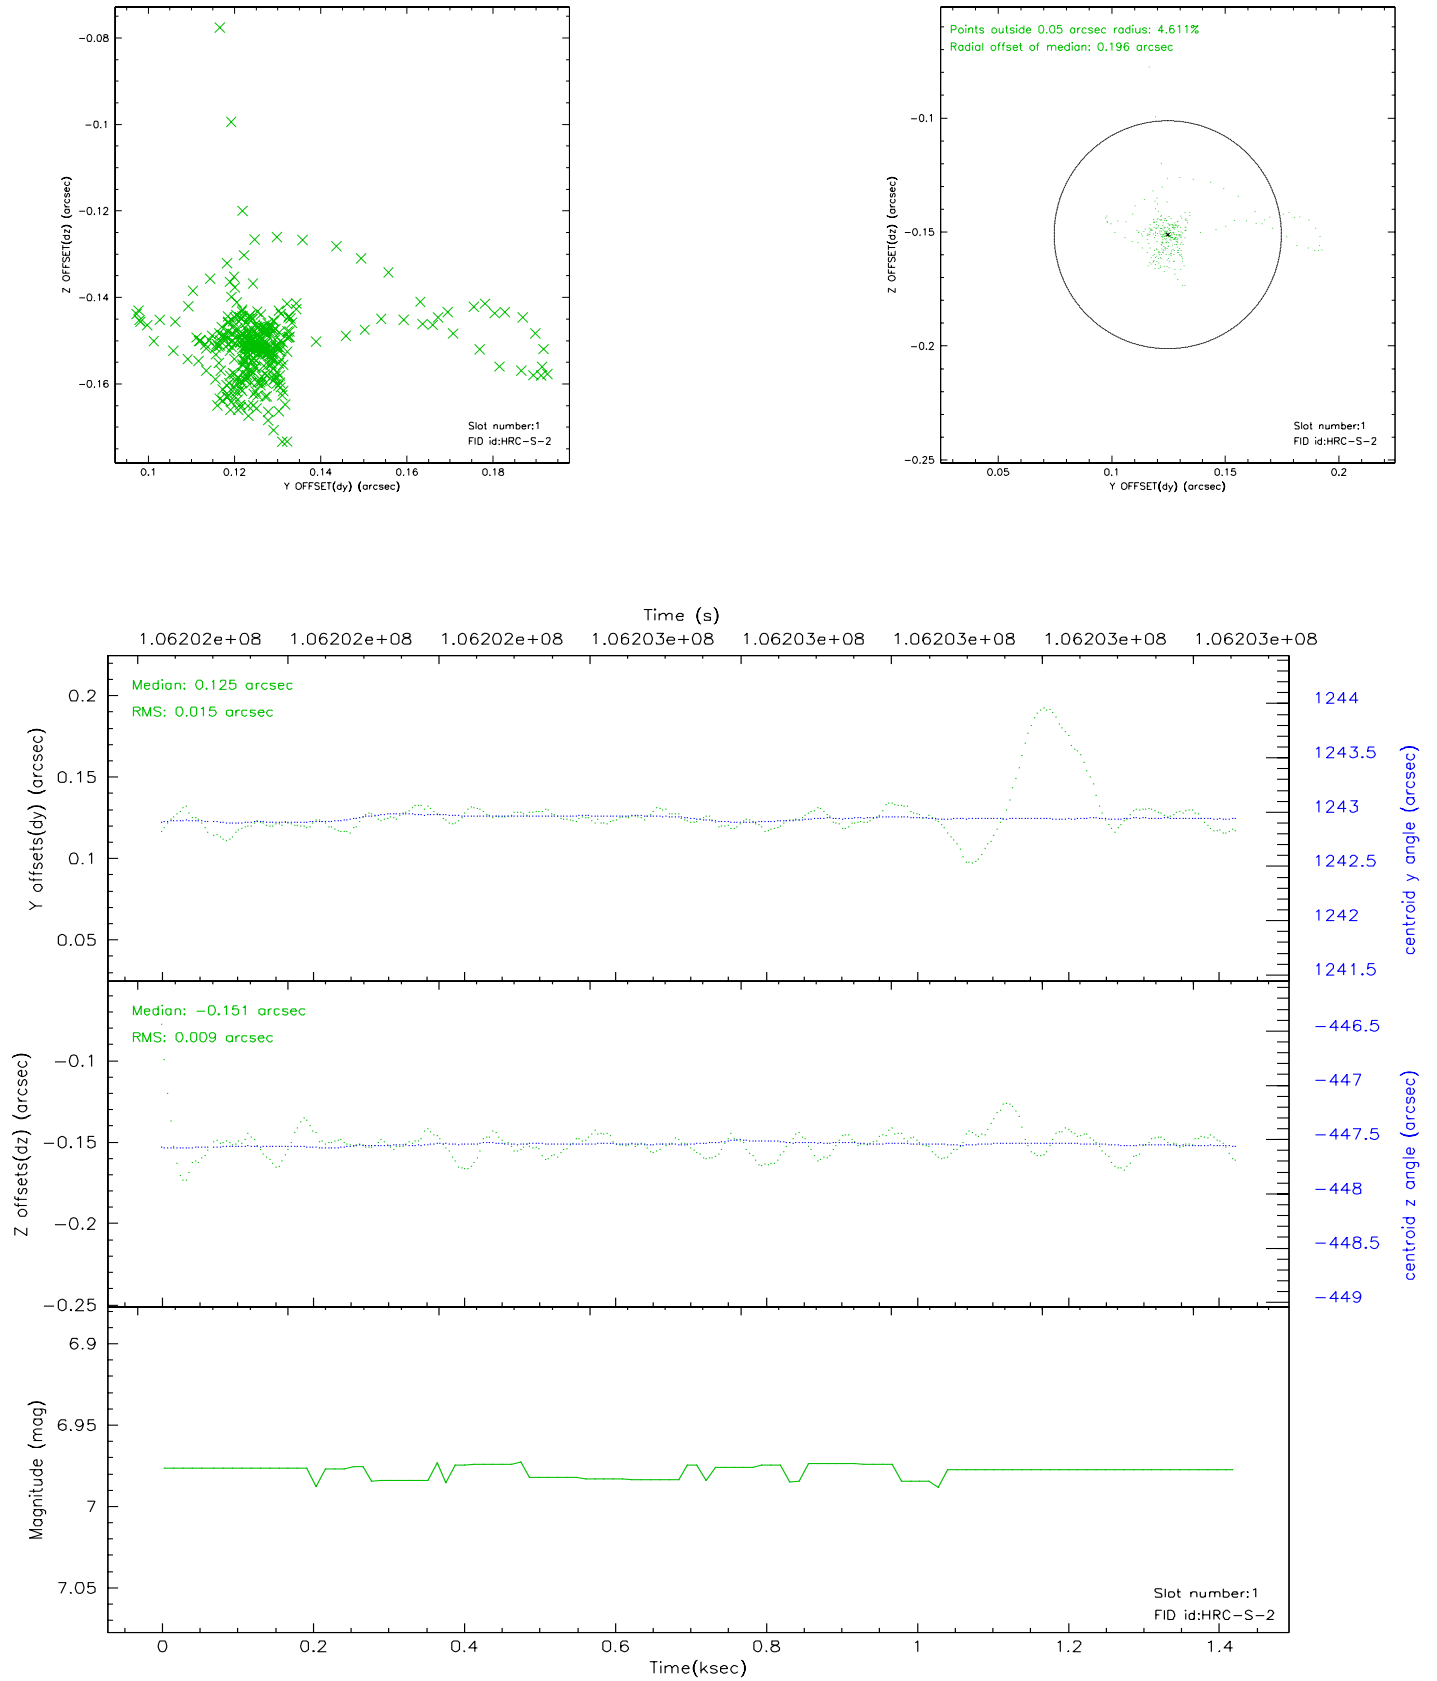 -0.08
-0.1
-0.12
-0.14
-0.16
Z OFFSET(dz) (arcsec)
0.1 0.12 0.14 0.16 0.18
Y OFFSET(dy) (arcsec)
Slot number:1
FID id:HRC-S-2
Points outside 0.05 arcsec radius: 4.611%
Radial offset of median: 0.196 arcsec
-0.1
-0.15
-0.2
-0.25
Z OFFSET(dz) (arcsec)
0.05 0.1 0.15 0.2
Y OFFSET(dy) (arcsec)
Slot number:1
FID id:HRC-S-2
Time (s)
1.06202e+08 1.06202e+08 1.06202e+08 1.06203e+08 1.06203e+08 1.06203e+08 1.06203e+08 1.06203e+08
Median: 0.125 arcsec
RMS: 0.015 arcsec
0.2
0.15
0.1
0.05
Y offsets(dy) (arcsec)
1244
1243.5
1243
1242.5
1242
1241.5
centroid y angle (arcsec)
Median: -0.151 arcsec
RMS: 0.009 arcsec
-0.1
-0.15
-0.2
-0.25
Z offsets(dz) (arcsec)
-446.5
-447
-447.5
-448
-448.5
-449
centroid z angle (arcsec)
6.9
6.95
7
7.05
Magnitude (mag)
Slot number:1
FID id:HRC-S-2
0 0.2 0.4 0.6 0.8 1 1.2 1.4
Time(ksec)